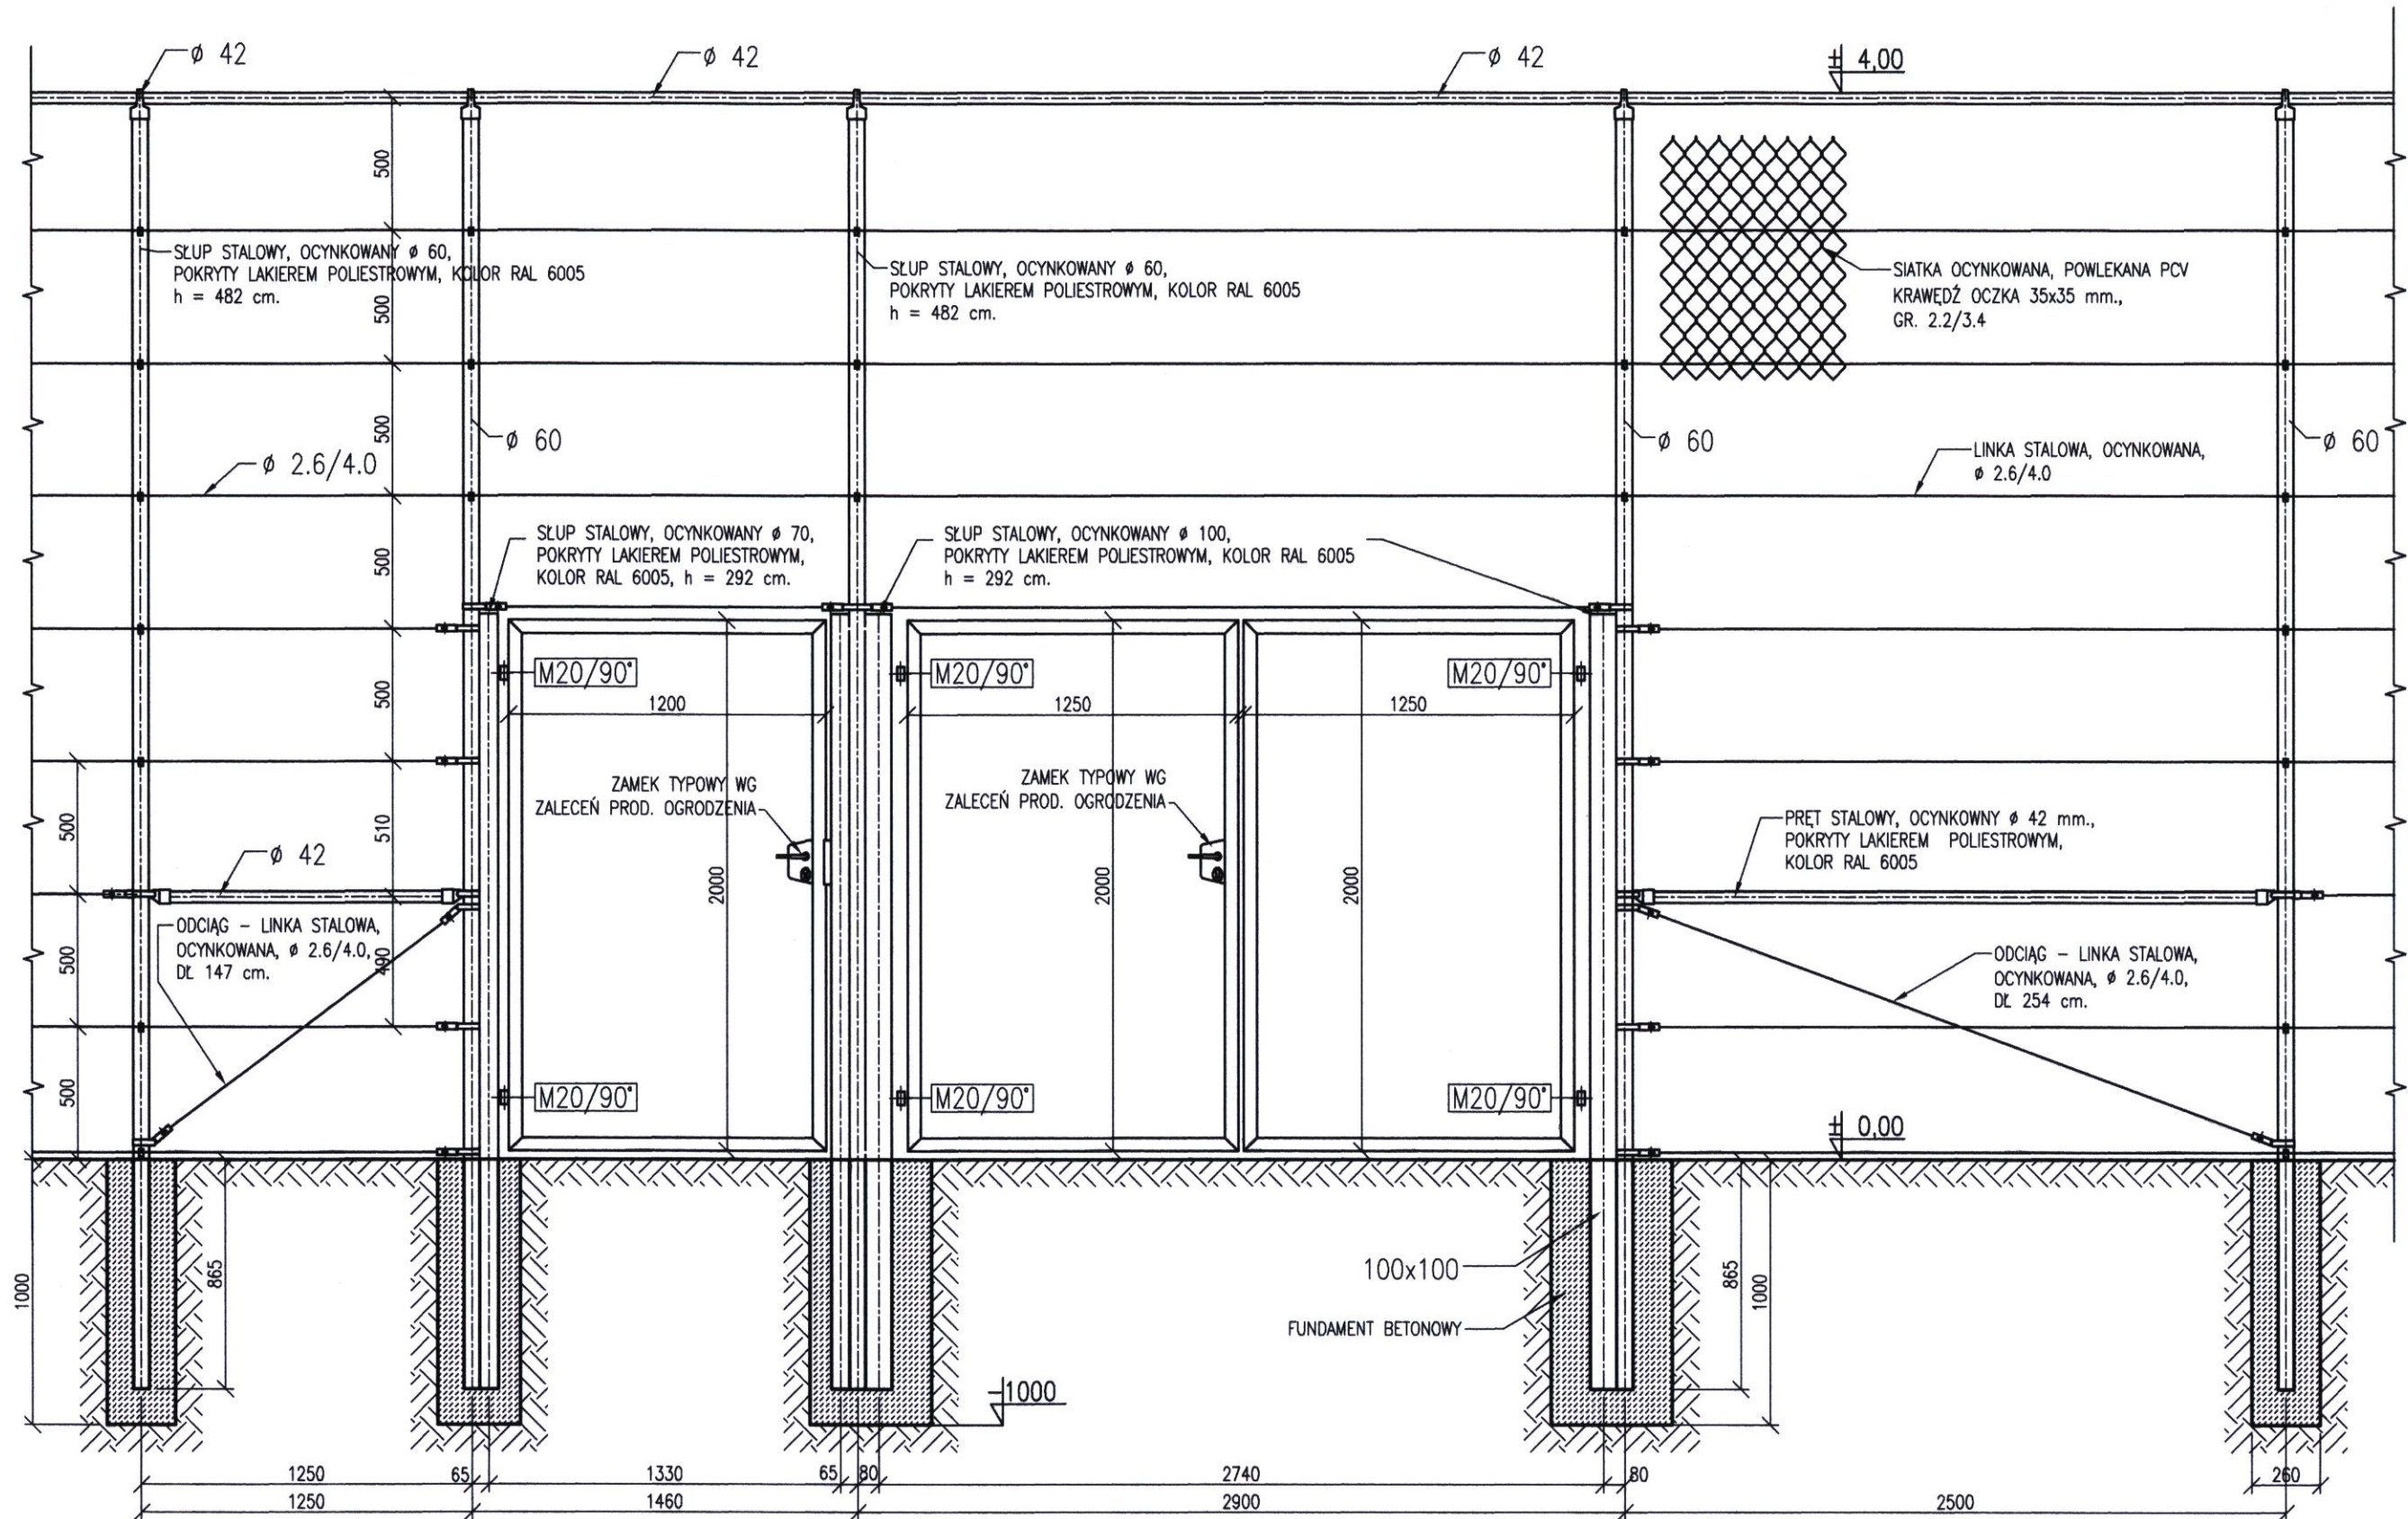 ϕ 42
ϕ 42
ϕ 42
± 4,00
500
SŁUP STALOWY, OCYNKOWANY ϕ 60,
POKRYTY LAKIEREM POLIESTROWYM, KOLOR RAL 6005
h = 482 cm.
SŁUP STALOWY, OCYNKOWANY ϕ 60,
POKRYTY LAKIEREM POLIESTROWYM, KOLOR RAL 6005
h = 482 cm.
SIATKA OCYNKOWANA, POWLEKANA PCV
KRAWĘDŹ OCZKA 35x35 mm.,
GR. 2.2/3.4
500
500
ϕ 60
ϕ 60
ϕ 60
ϕ 2.6/4.0
LINKA STALOWA, OCYNKOWANA,
ϕ 2.6/4.0
500
SŁUP STALOWY, OCYNKOWANY ϕ 70,
POKRYTY LAKIEREM POLIESTROWYM,
KOLOR RAL 6005, h = 292 cm.
SŁUP STALOWY, OCYNKOWANY ϕ 100,
POKRYTY LAKIEREM POLIESTROWYM, KOLOR RAL 6005
h = 292 cm.
500
M20/90°
M20/90°
M20/90°
1200
1250
1250
ZAMEK TYPOWY WG
ZALECEŃ PROD. OGRODZENIA
ZAMEK TYPOWY WG
ZALECEŃ PROD. OGRODZENIA
500
510
PRĘT STALOWY, OCYNKOWNY ϕ 42 mm.,
POKRYTY LAKIEREM POLIESTROWYM,
KOLOR RAL 6005
ϕ 42
2000
2000
2000
ODCIĄG – LINKA STALOWA,
OCYNKOWANA, ϕ 2.6/4.0,
DŁ 147 cm.
500
490
ODCIĄG – LINKA STALOWA,
OCYNKOWANA, ϕ 2.6/4.0,
DŁ 254 cm.
500
M20/90°
M20/90°
M20/90°
± 0,00
1000
865
100x100
865
1000
FUNDAMENT BETONOWY
-1000
1250
65
1330
65
80
2740
80
260
1250
1460
2900
2500